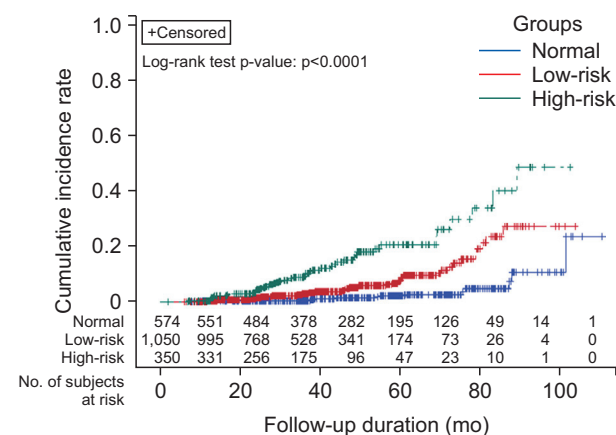 Groups
+Censored
Normal
Log-rank test p-value: p<0.0001
Low-risk
High-risk
Cumulative incidence rate
1.0
0.8
0.6
0.4
0.2
0
Normal 574 551 484 378 282 195 126 49 14 1
Low-risk 1,050 995 768 528 341 174 73 26 4 0
High-risk 350 331 256 175 96 47 23 10 1 0
No. of subjects
at risk
0 20 40 60 80 100
Follow-up duration (mo)